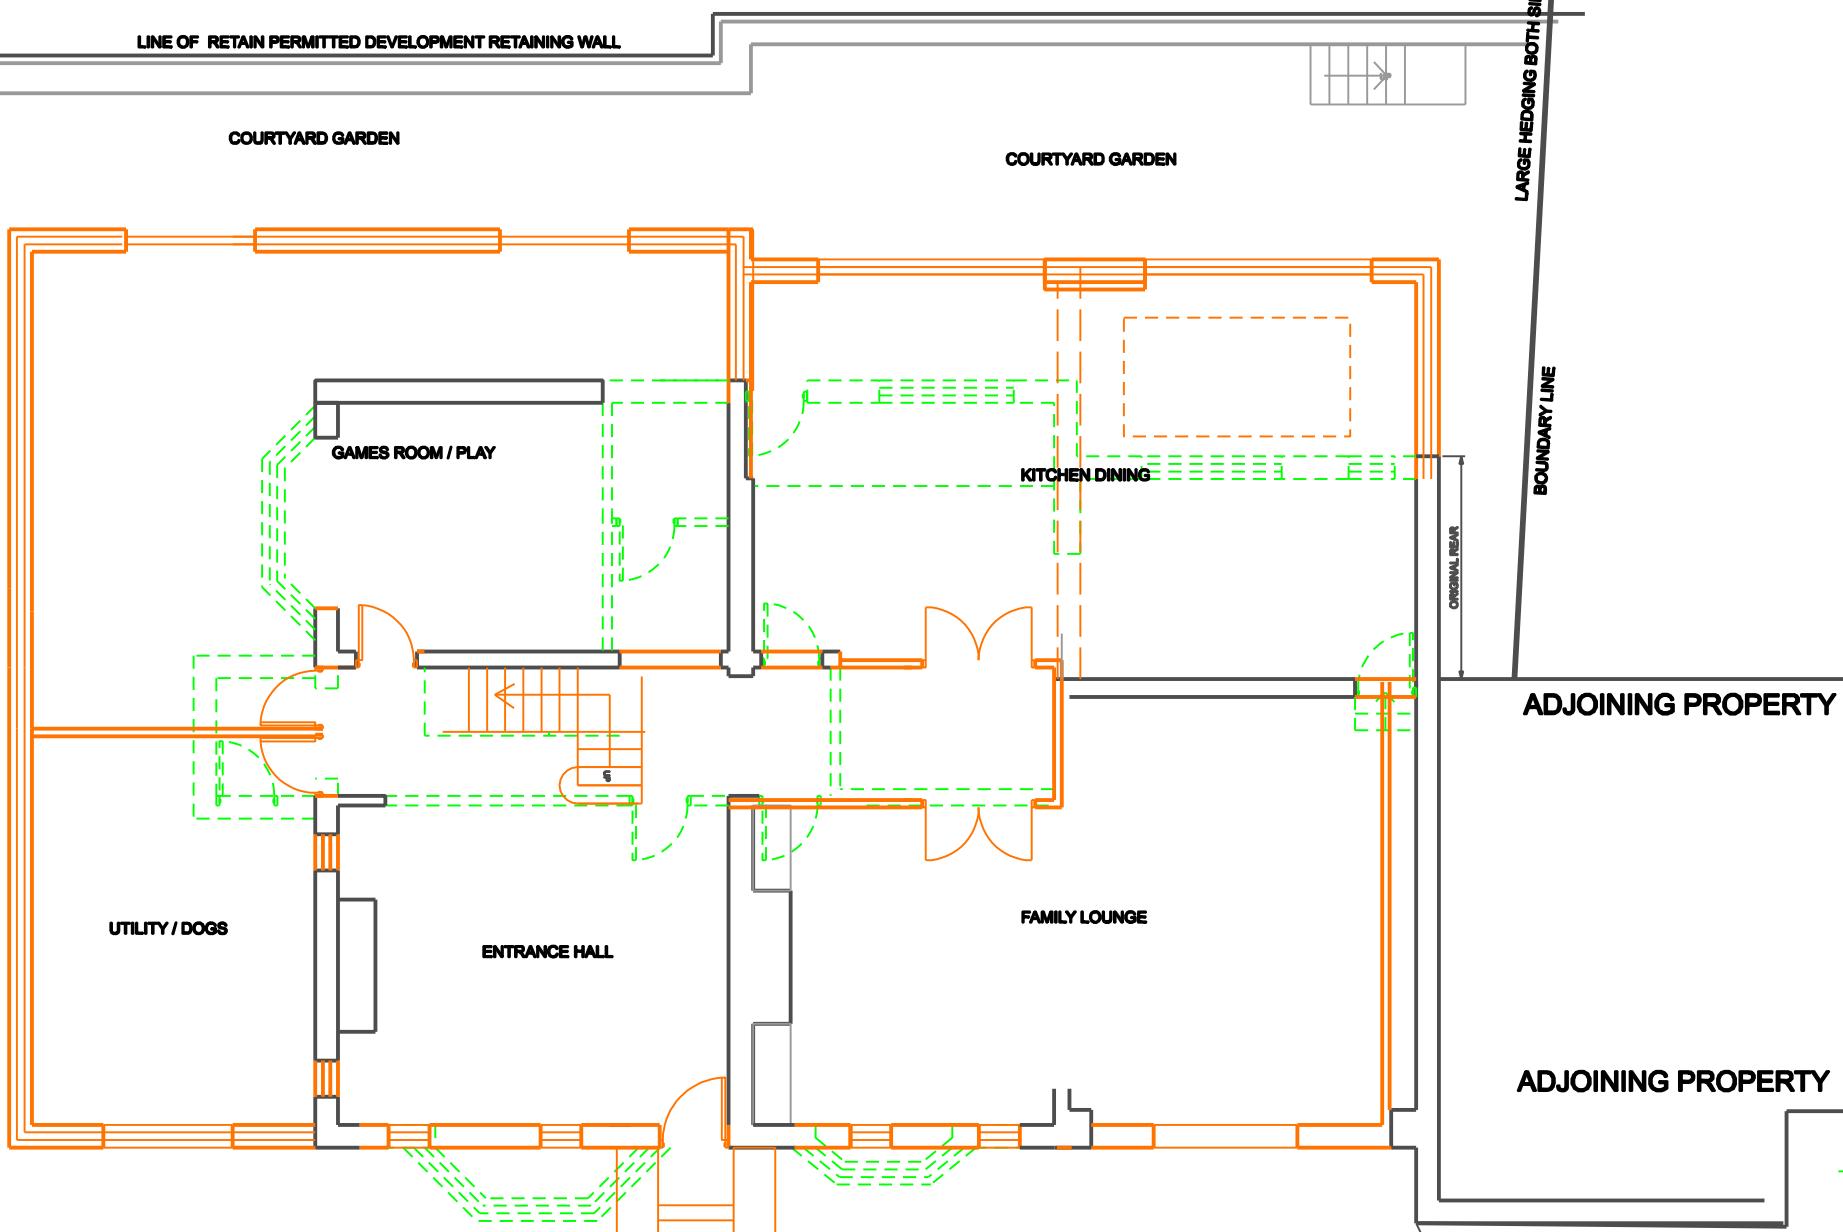 LINE OF RETAIN PERMITTED DEVELOPMENT RETAINING WALL
COURTYARD GARDEN
COURTYARD GARDEN
LARGE HEDGING BOTH
BOUNDARY LINE
GAMES ROOM / PLAY
KITCHEN DINING
ORIGINAL REAR
ADJOINING PROPERTY
UP
UTILITY / DOGS
ENTRANCE HALL
FAMILY LOUNGE
ADJOINING PROPERTY